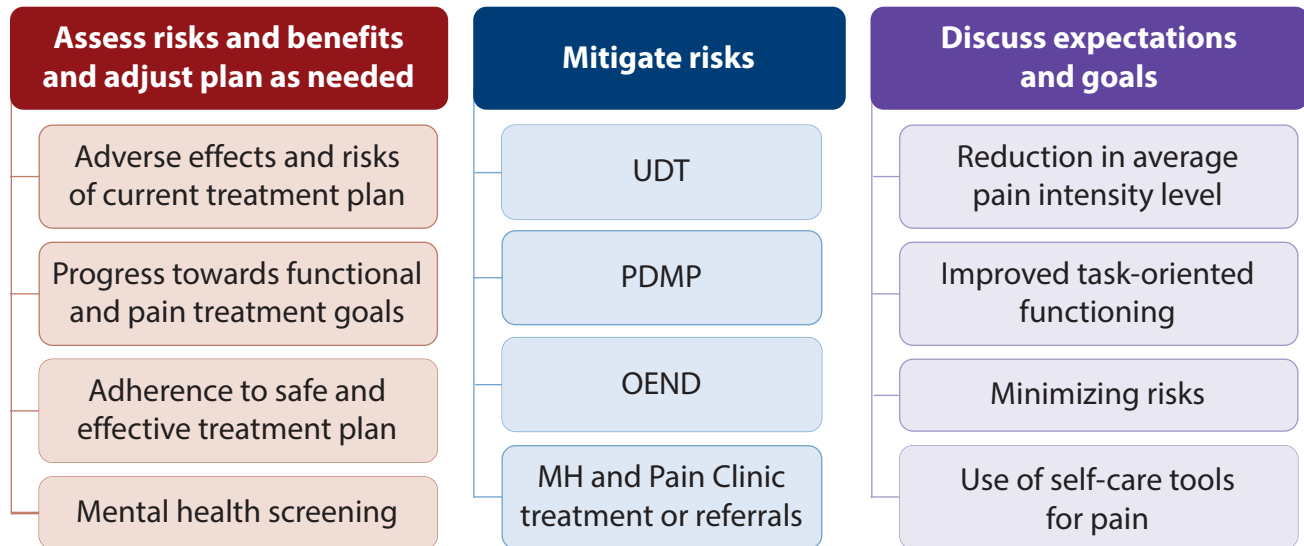 Assess risks and benefits
and adjust plan as needed
Adverse effects and risks
of current treatment plan
Progress towards functional
and pain treatment goals
Adherence to safe and
effective treatment plan
Mental health screening
Mitigate risks
UDT
PDMP
OEND
MH and Pain Clinic
treatment or referrals
Discuss expectations
and goals
Reduction in average
pain intensity level
Improved task-oriented
functioning
Minimizing risks
Use of self-care tools
for pain